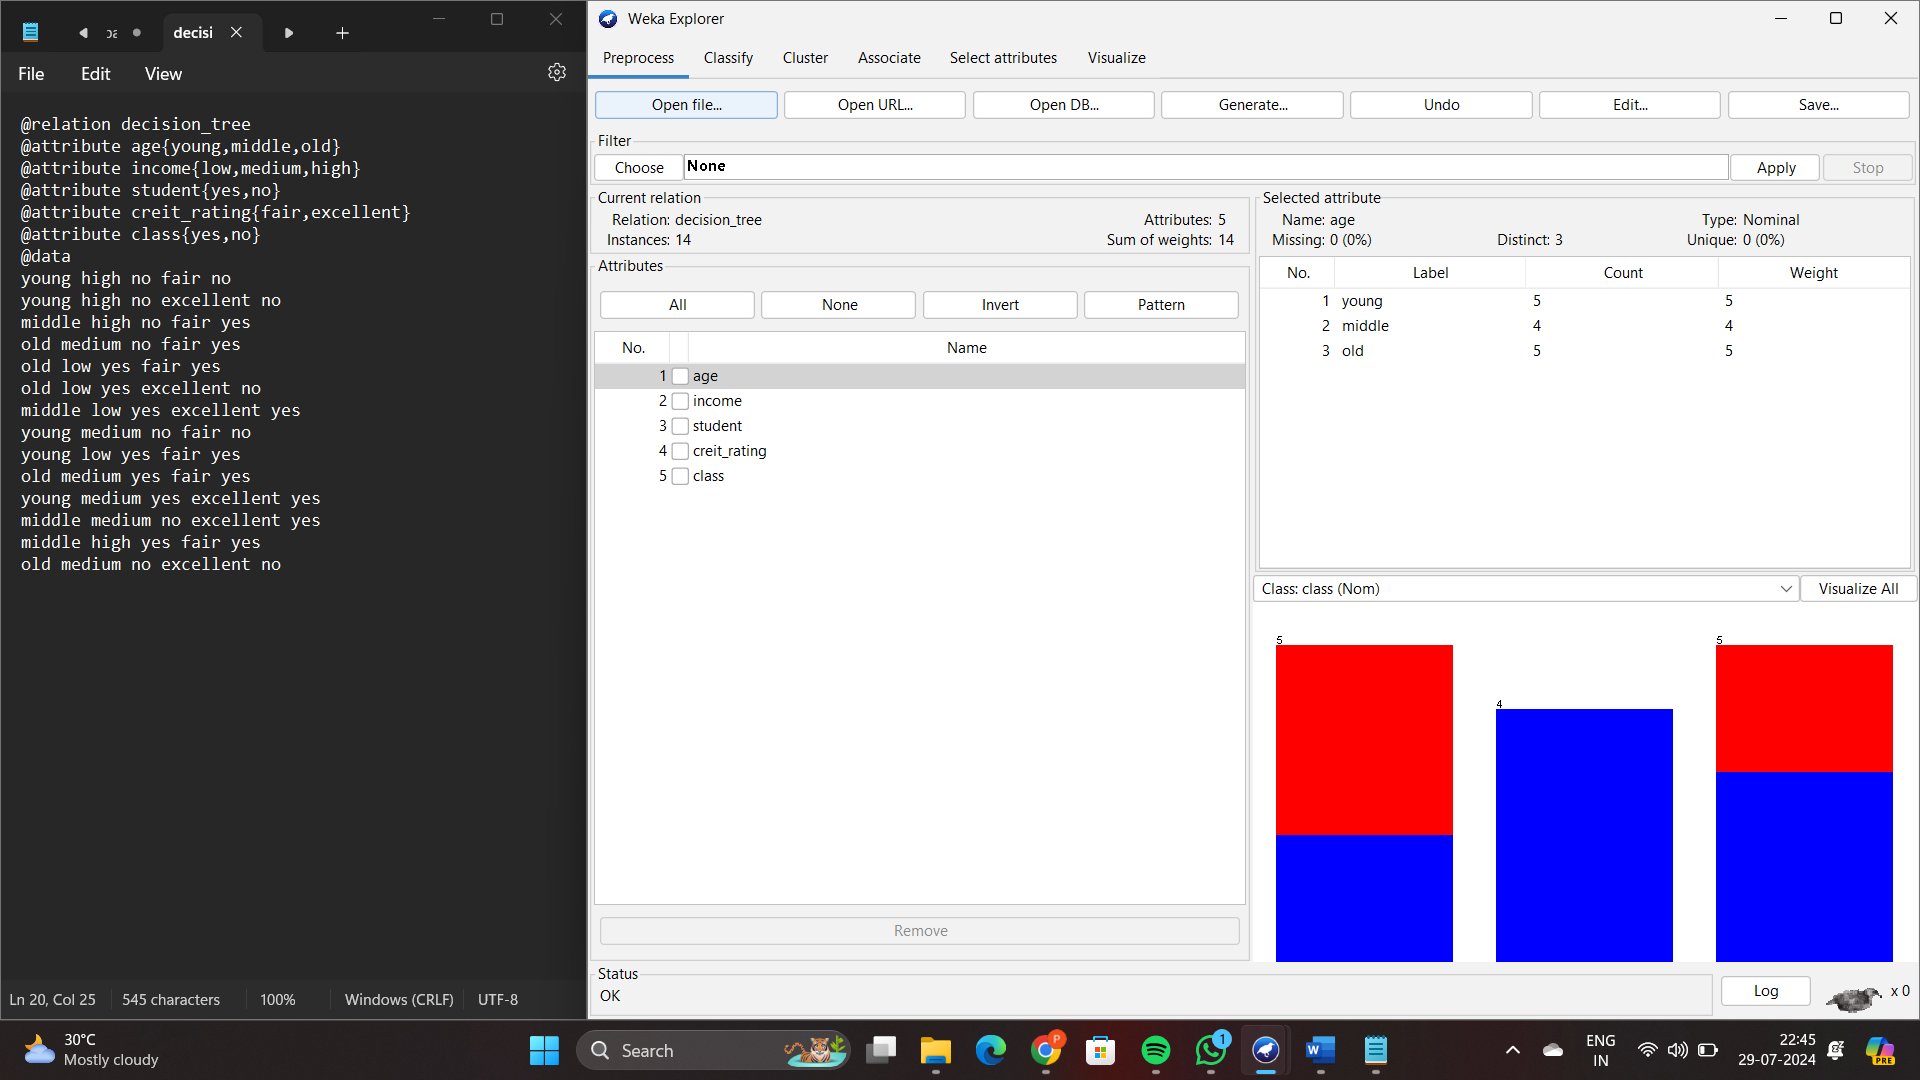 decisi
File Edit View
@relation decision_tree
@attribute age{young,middle,old}
@attribute income{low,medium,high}
@attribute student{yes,no}
@attribute creit_rating{fair,excellent}
@attribute class{yes,no}
@data
young high no fair no
young high no excellent no
middle high no fair yes
old medium no fair yes
old low yes fair yes
old low yes excellent no
middle low yes excellent yes
young medium no fair no
young low yes fair yes
old medium yes fair yes
young medium yes excellent yes
middle medium no excellent yes
middle high yes fair yes
old medium no excellent no
Ln 20, Col 25 545 characters 100% Windows (CRLF) UTF-8
Weka Explorer
Preprocess Classify Cluster Associate Select attributes Visualize
Open file... Open URL... Open DB... Generate... Undo Edit... Save...
Filter
Choose None Apply Stop
Current relation
Relation: decision_tree Attributes: 5
Instances: 14 Sum of weights: 14
Attributes
All None Invert Pattern
No. Name
1 age
2 income
3 student
4 creit_rating
5 class
Remove
Selected attribute
Name: age Type: Nominal
Missing: 0 (0%) Distinct: 3 Unique: 0 (0%)
No. Label Count Weight
1 young 5 5
2 middle 4 4
3 old 5 5
Class: class (Nom) Visualize All
5
4
5
Status
OK
Log x 0
30°C
Mostly cloudy
Search
P
1
W
ENG
IN
22:45
29-07-2024
PRE